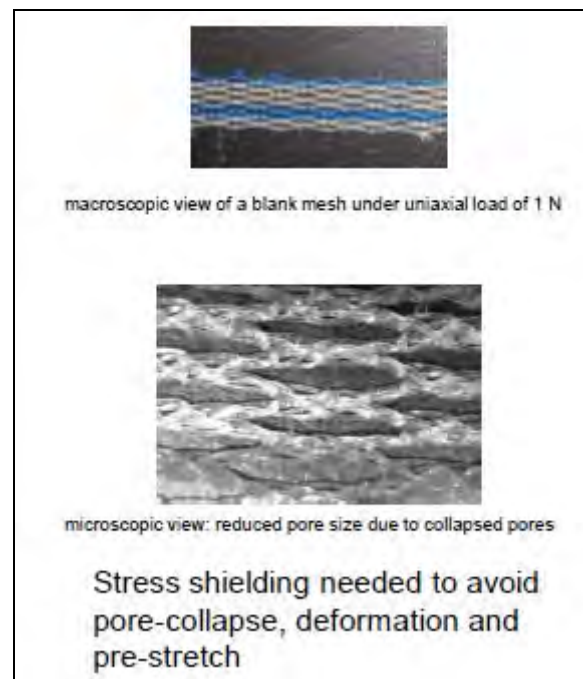 macroscopic view of a blank mesh under uniaxial load of 1 N
microscopic view: reduced pore size due to collapsed pores
Stress shielding needed to avoid
pore-collapse, deformation and
pre-stretch